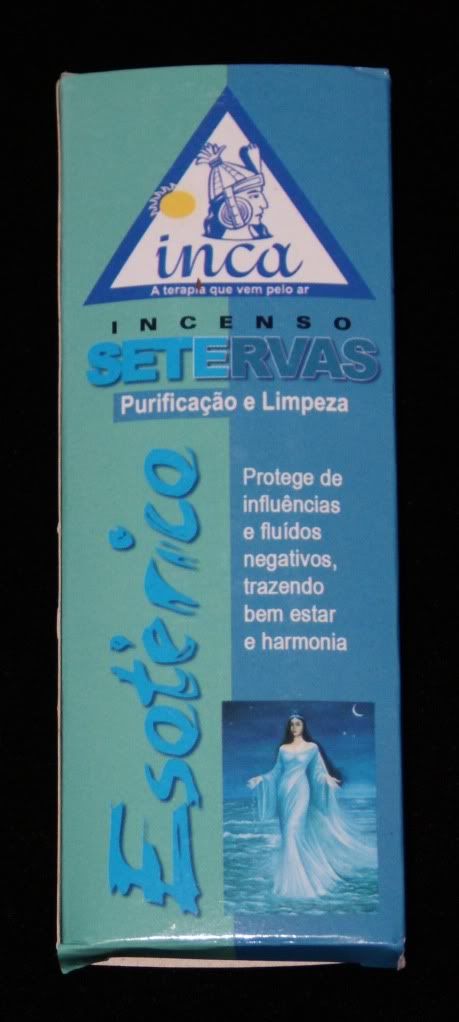 inca
A terapia que vem pelo ar
INCENSO
SETERVAS
Purificação e Limpeza
Esotérico
Protege de
influências
e fluídos
negativos,
trazendo
bem estar
e harmonia